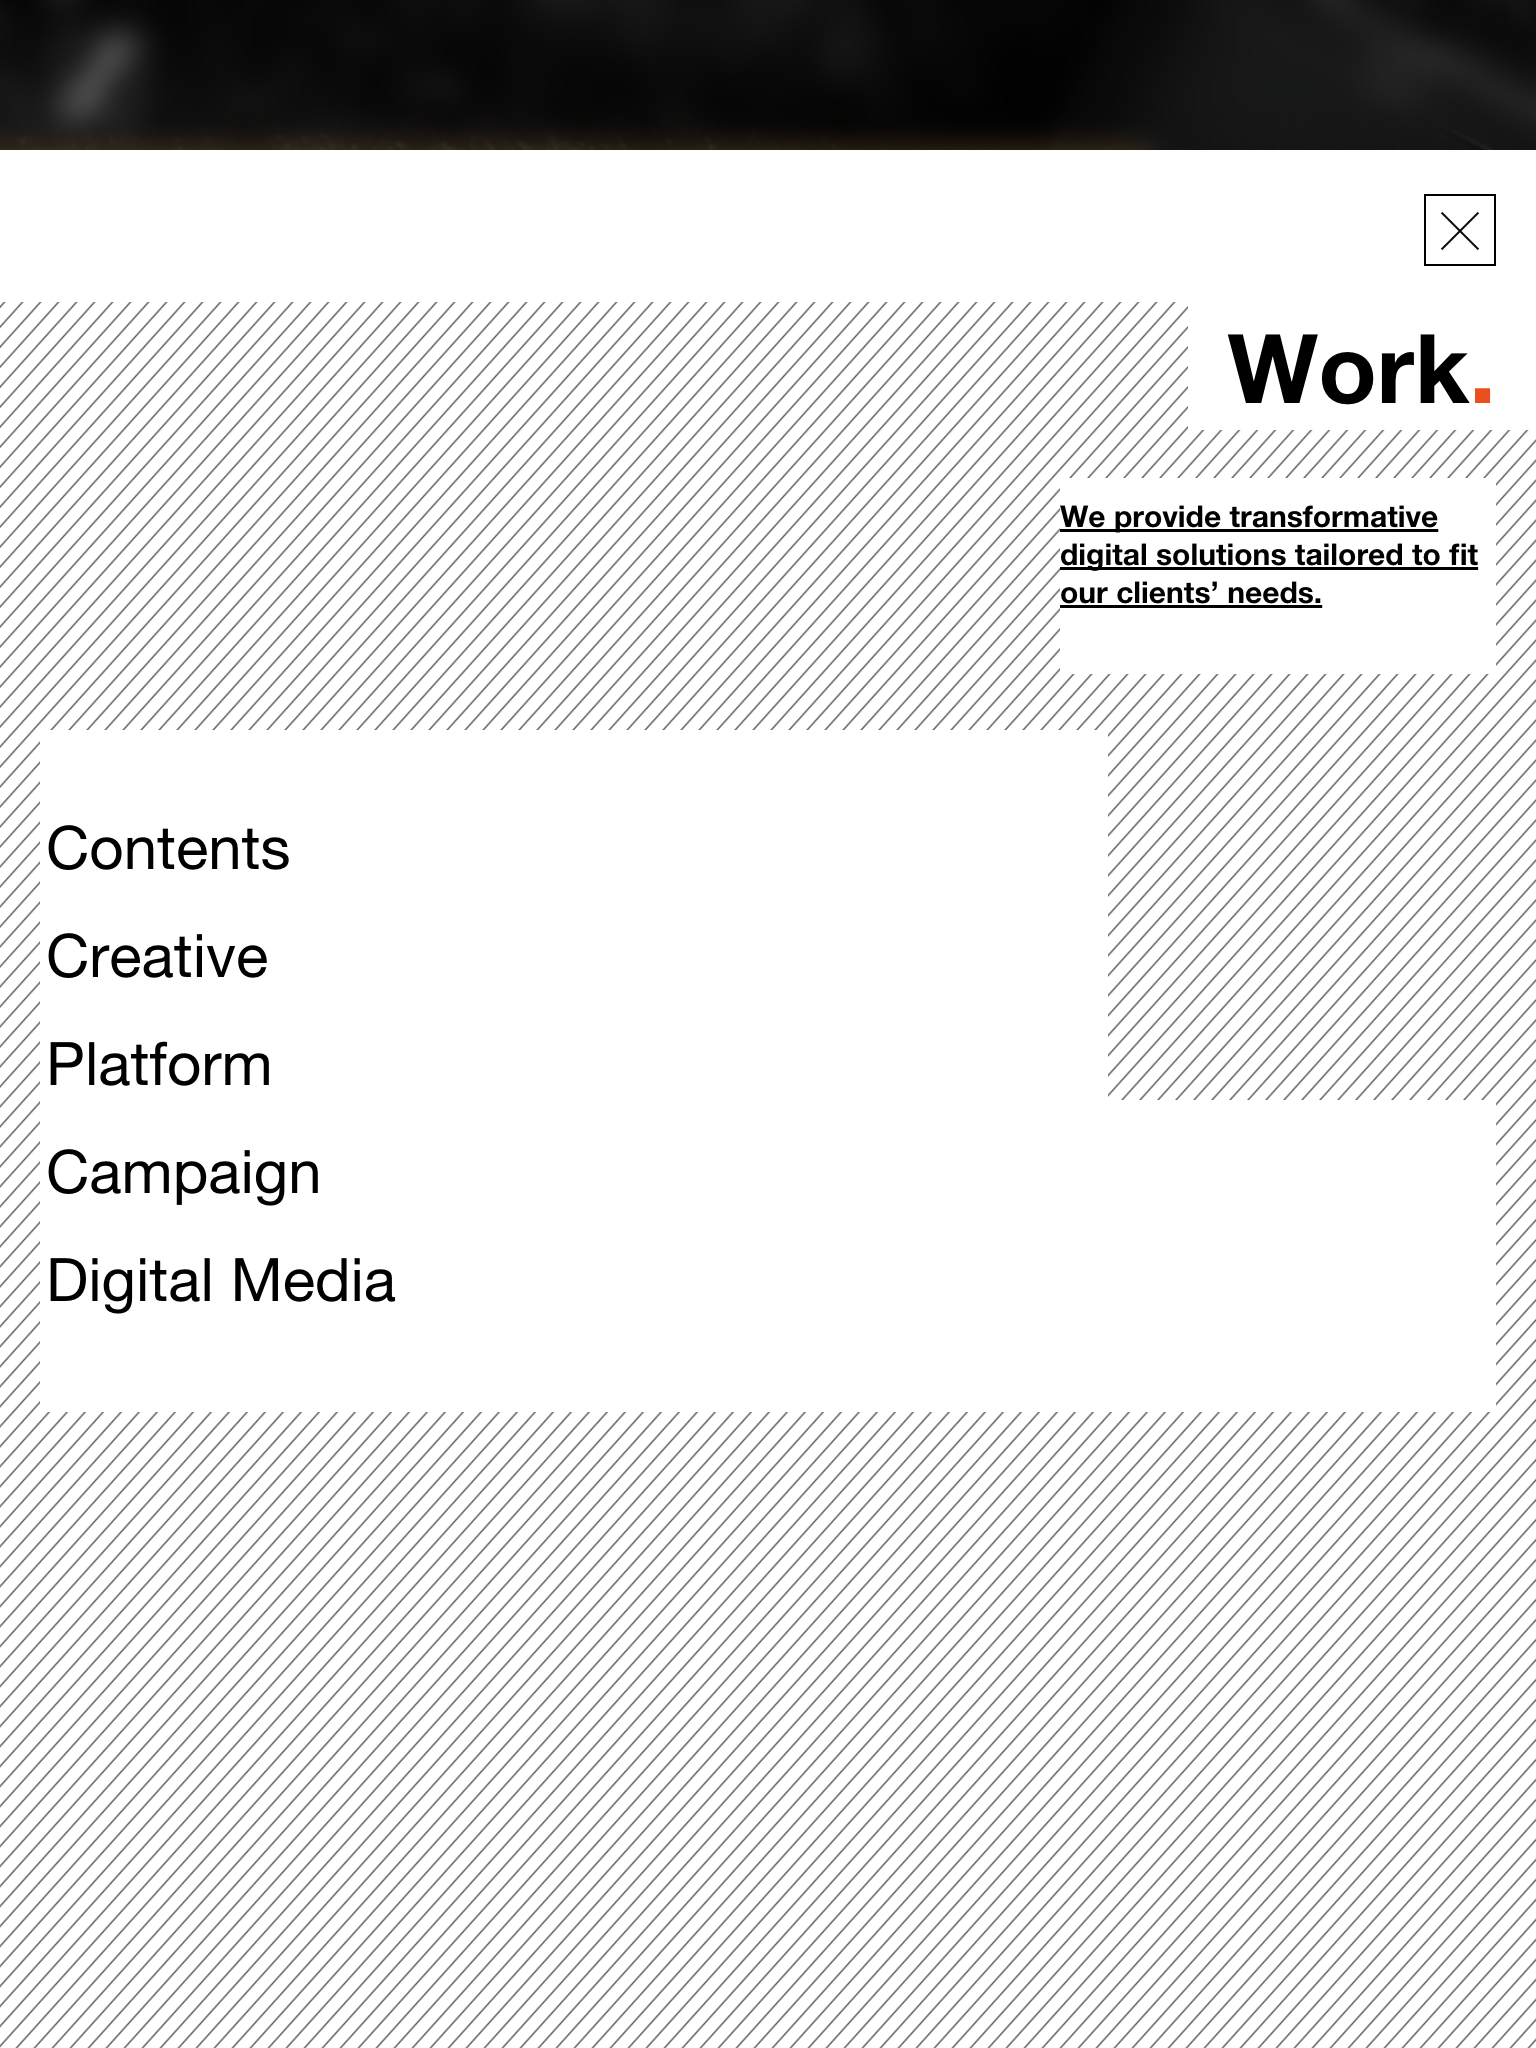 Work.
We provide transformative
digital solutions tailored to fit
our clients’ needs.
Contents
Creative
Platform
Campaign
Digital Media